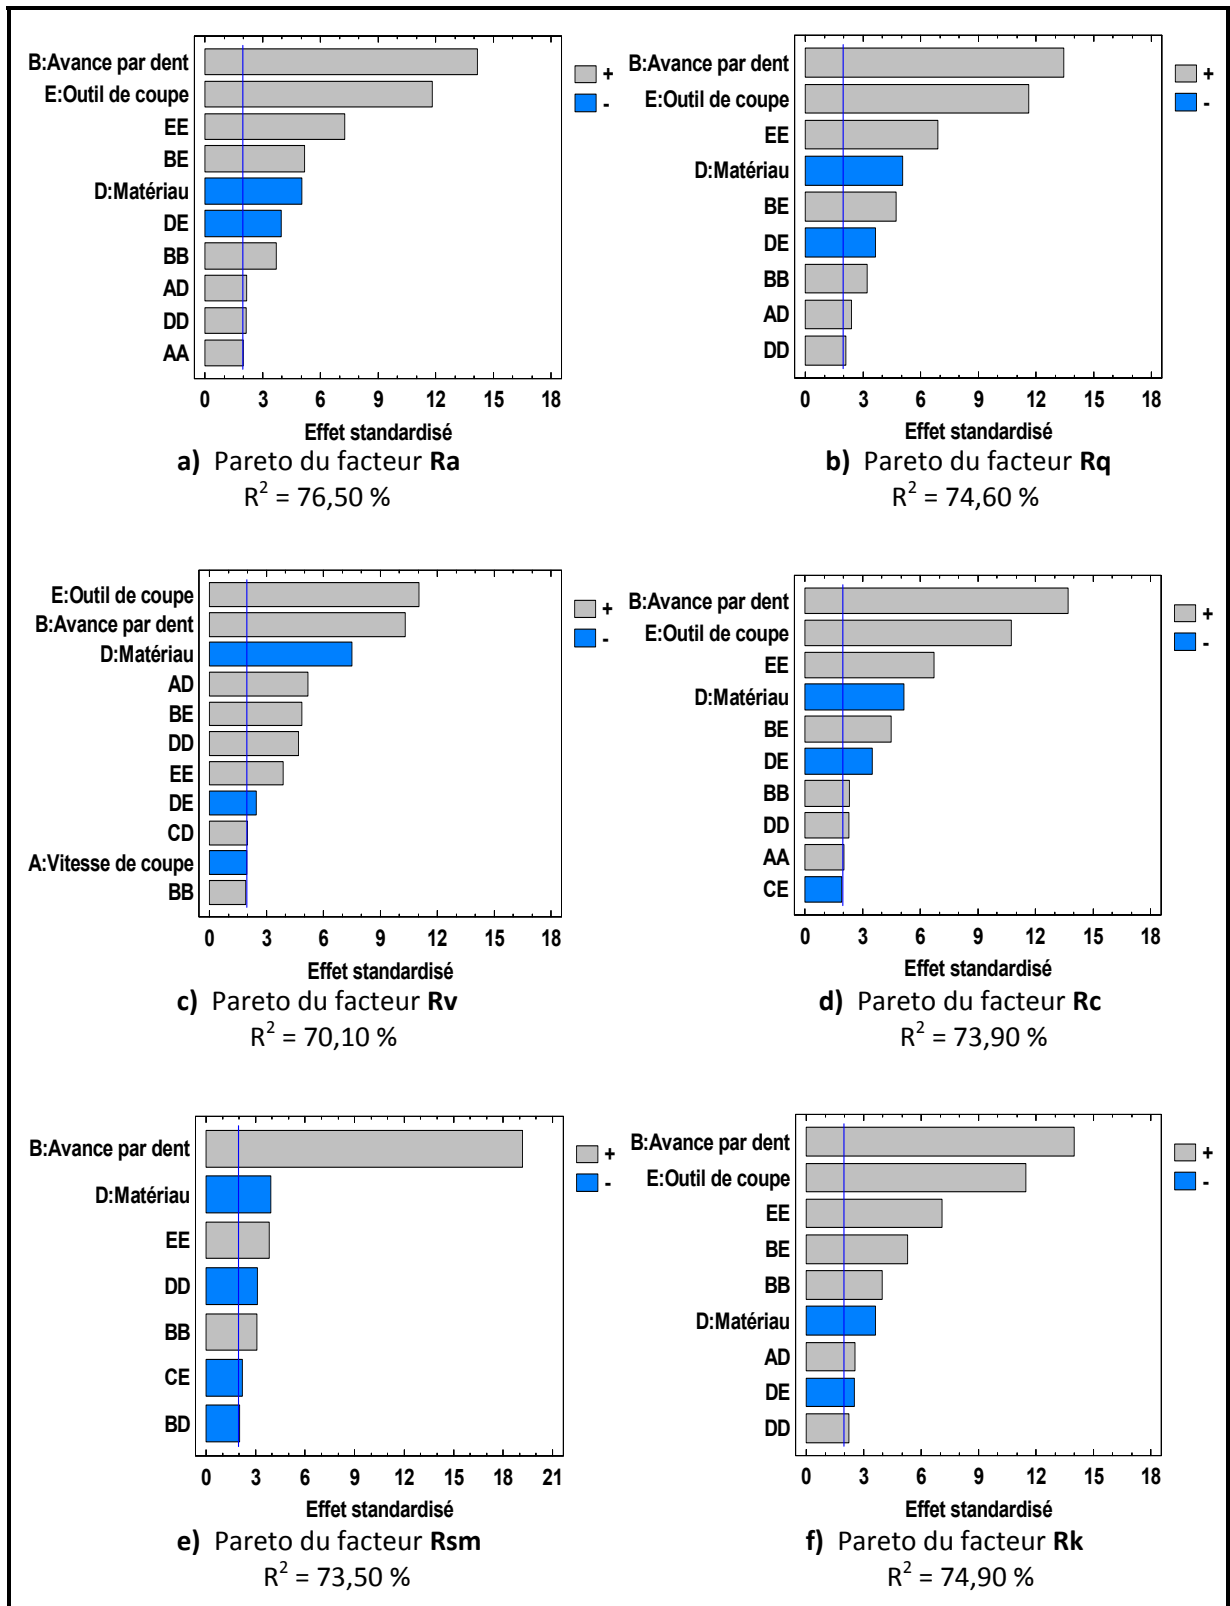 B:Avance par dent
E:Outil de coupe
EE
BE
D:Matériau
DE
BB
AD
DD
AA
0 3 6 9 12 15 18
Effet standardisé
+
-
a) Pareto du facteur Ra
R² = 76,50 %
B:Avance par dent
E:Outil de coupe
EE
D:Matériau
BE
DE
BB
AD
DD
0 3 6 9 12 15 18
Effet standardisé
+
-
b) Pareto du facteur Rq
R² = 74,60 %
E:Outil de coupe
B:Avance par dent
D:Matériau
AD
BE
DD
EE
DE
CD
A:Vitesse de coupe
BB
0 3 6 9 12 15 18
Effet standardisé
+
-
c) Pareto du facteur Rv
R² = 70,10 %
B:Avance par dent
E:Outil de coupe
EE
D:Matériau
BE
DE
BB
DD
AA
CE
0 3 6 9 12 15 18
Effet standardisé
+
-
d) Pareto du facteur Rc
R² = 73,90 %
B:Avance par dent
D:Matériau
EE
DD
BB
CE
BD
0 3 6 9 12 15 18 21
Effet standardisé
+
-
e) Pareto du facteur Rsm
R² = 73,50 %
B:Avance par dent
E:Outil de coupe
EE
BE
BB
D:Matériau
AD
DE
DD
0 3 6 9 12 15 18
Effet standardisé
+
-
f) Pareto du facteur Rk
R² = 74,90 %